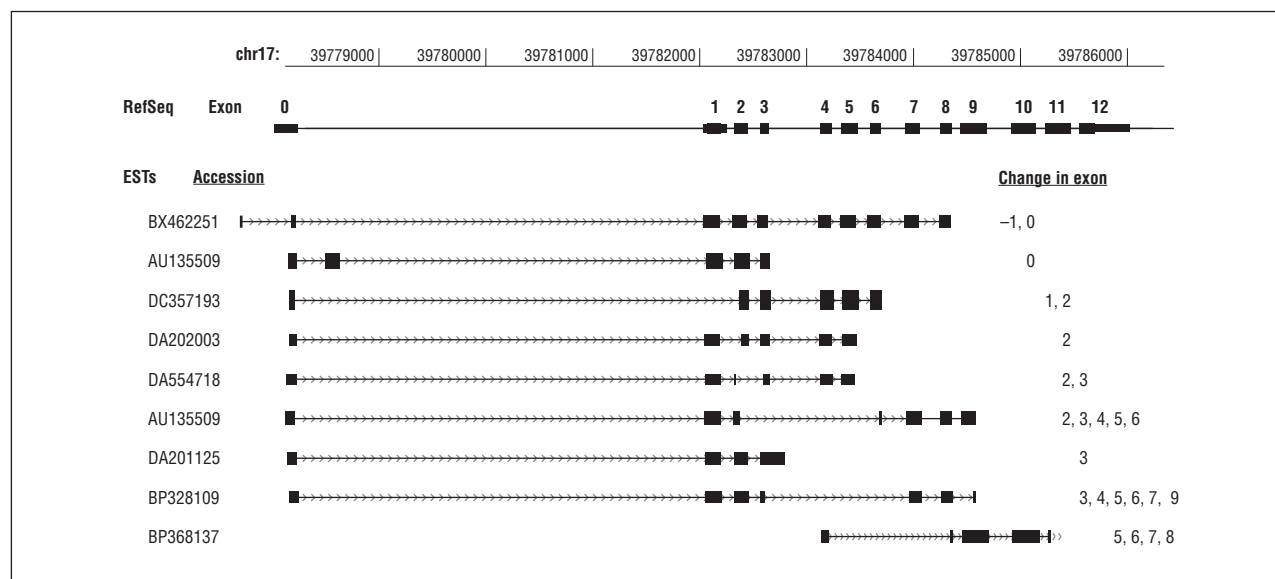 chr17: 39779000 39780000 39781000 39782000 39783000 39784000 39785000 39786000
RefSeq Exon 0 1 2 3 4 5 6 7 8 9 10 11 12
ESTs Accession Change in exon
BX462251 –1, 0
AU135509 0
DC357193 1, 2
DA202003 2
DA554718 2, 3
AU135509 2, 3, 4, 5, 6
DA201125 3
BP328109 3, 4, 5, 6, 7, 9
BP368137 5, 6, 7, 8